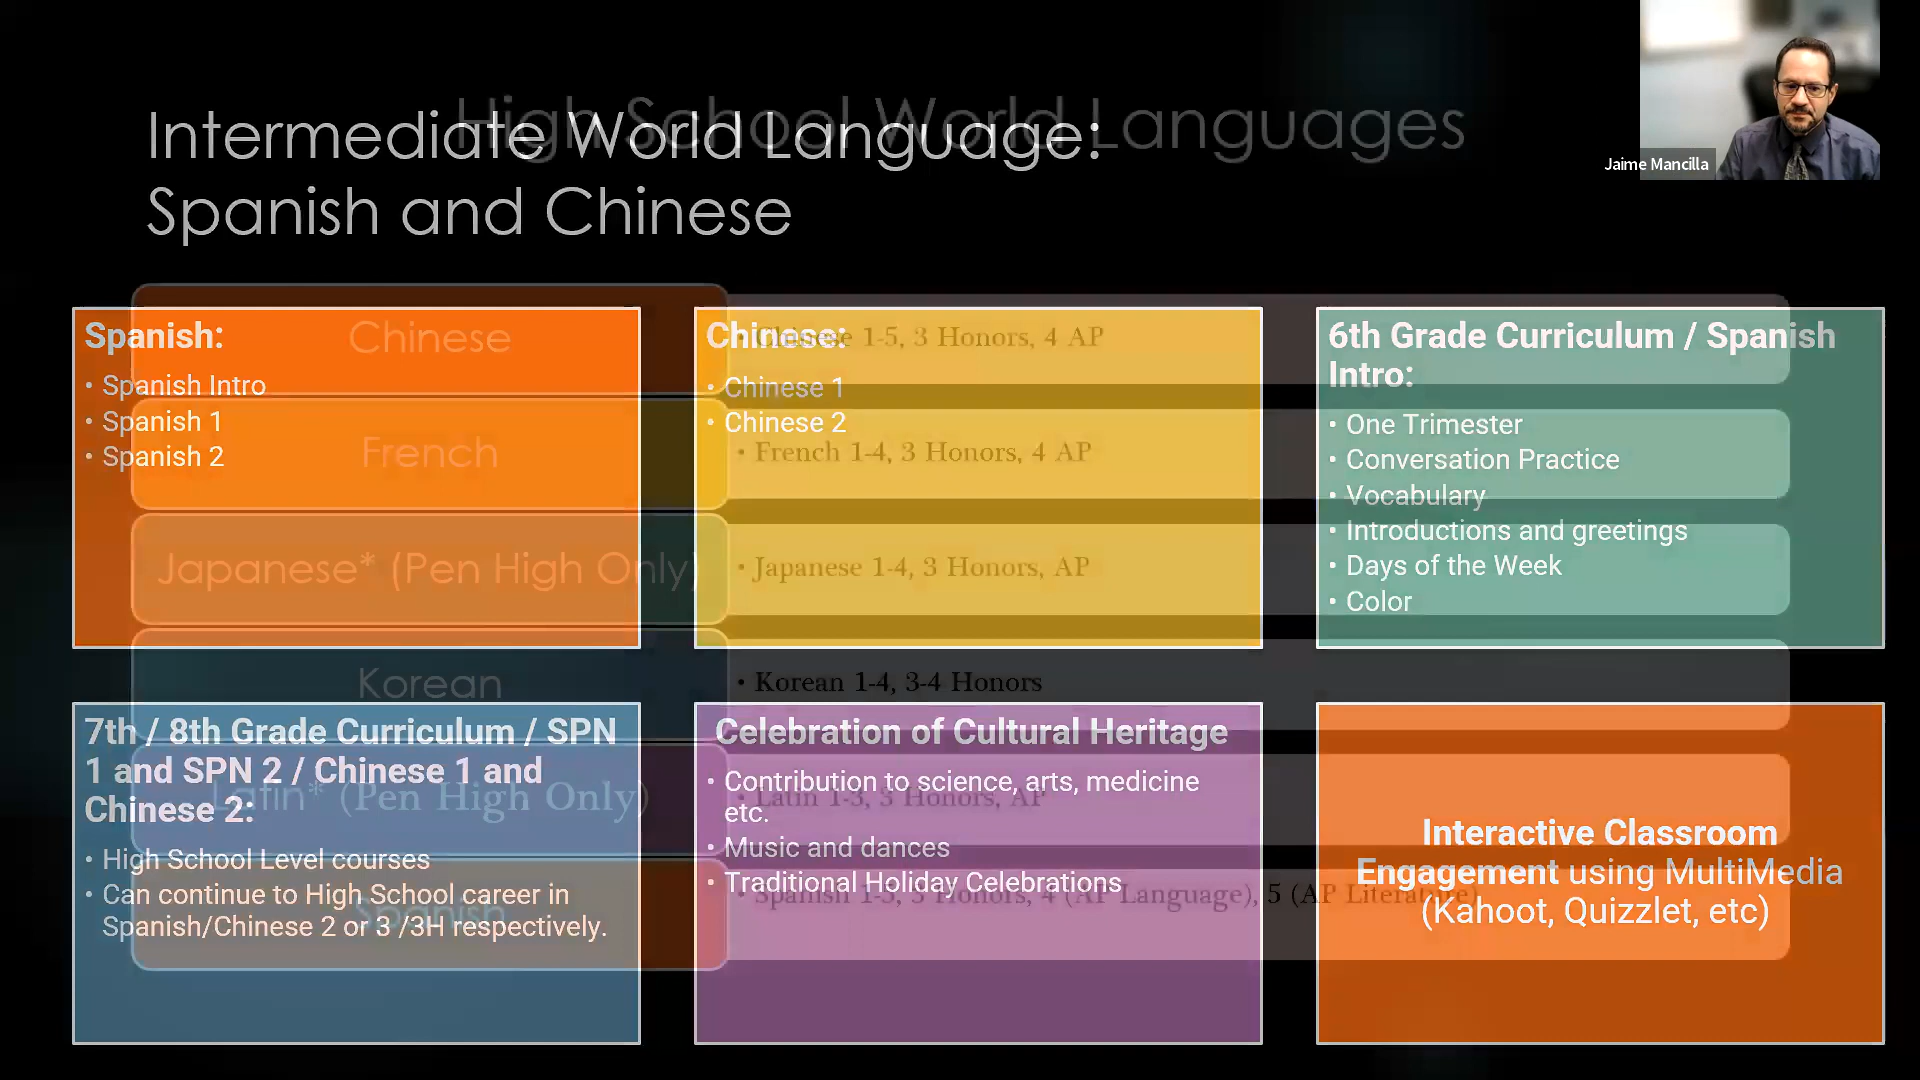 High School World Languages
Intermediate World Language:
Spanish and Chinese
Jaime Mancilla
Spanish:
• Spanish Intro
• Spanish 1
• Spanish 2
Chinese:
• Chinese 1
• Chinese 2
6th Grade Curriculum / Spanish
Intro:
• One Trimester
• Conversation Practice
• Vocabulary
• Introductions and greetings
• Days of the Week
• Color
7th / 8th Grade Curriculum / SPN
1 and SPN 2 / Chinese 1 and
Chinese 2:
• High School Level courses
• Can continue to High School career in
Spanish/Chinese 2 or 3 /3H respectively.
Celebration of Cultural Heritage
• Contribution to science, arts, medicine
etc.
• Music and dances
• Traditional Holiday Celebrations
Interactive Classroom
Engagement using MultiMedia
(Kahoot, Quizzlet, etc)
Chinese
• Chinese 1-5, 3 Honors, 4 AP
French
• French 1-4, 3 Honors, 4 AP
Japanese* (Pen High Only)
• Japanese 1-4, 3 Honors, AP
Korean
• Korean 1-4, 3-4 Honors
Latin* (Pen High Only)
• Latin 1-3, 3 Honors, AP
Spanish
• Spanish 1-5, 3 Honors, 4 (AP Language), 5 (AP Literature)